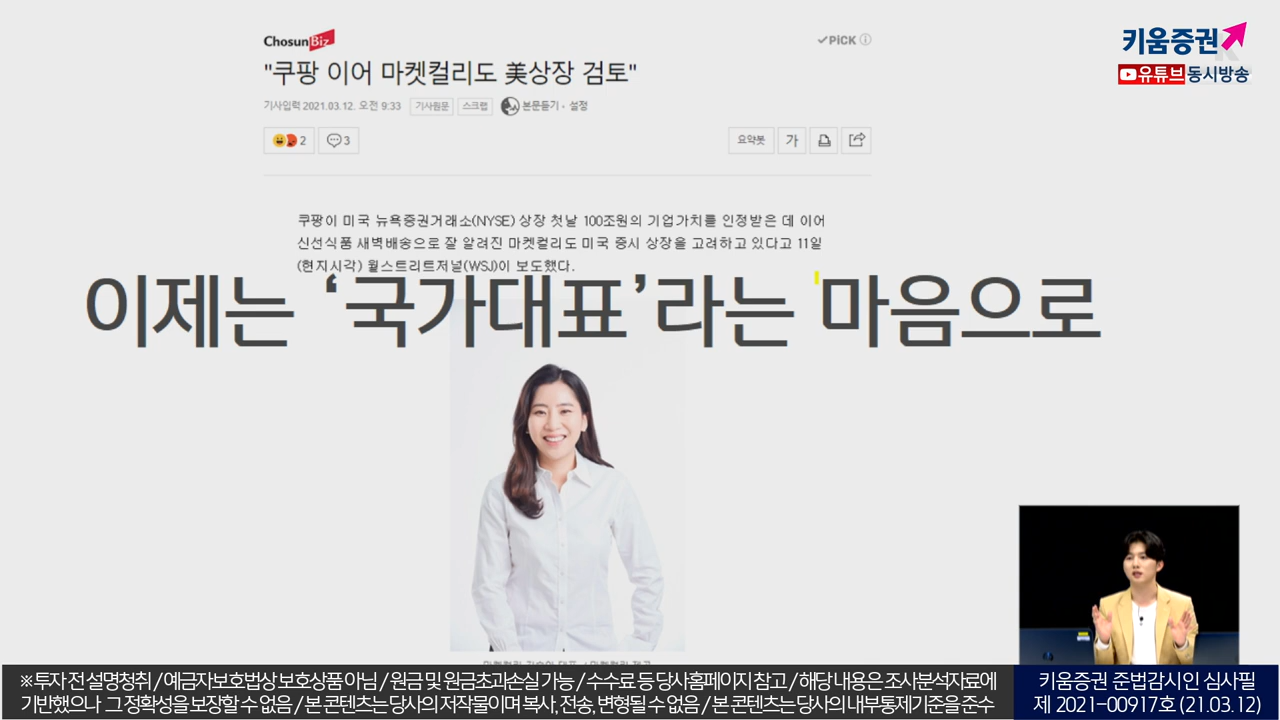 ChosunBiz
PiCK
"쿠팡 이어 마켓컬리도 美상장 검토"
기사입력 2021.03.12. 오전 9:33 기사원문 스크랩 본문듣기 · 설정
2 3
요약봇 가
쿠팡이 미국 뉴욕증권거래소(NYSE) 상장 첫날 100조원의 기업가치를 인정받은 데 이어
신선식품 새벽배송으로 잘 알려진 마켓컬리도 미국 증시 상장을 고려하고 있다고 11일
(현지시각) 월스트리트저널(WSJ)이 보도했다.
이제는 ‘국가대표’라는 마음으로
키움증권
유튜브 동시방송
※ 투자 전 설명청취 / 예금자보호법상 보호상품 아님 / 원금 및 원금초과손실 가능 / 수수료 등 당사홈페이지 참고 / 해당 내용은 조사분석자료에
기반했으나 그 정확성을 보장할 수 없음 / 본 콘텐츠는 당사의 저작물이며 복사, 전송, 변형될 수 없음 / 본 콘텐츠는 당사의 내부통제기준을 준수
키움증권 준법감시인 심사필
제 2021-00917호 (21.03.12)